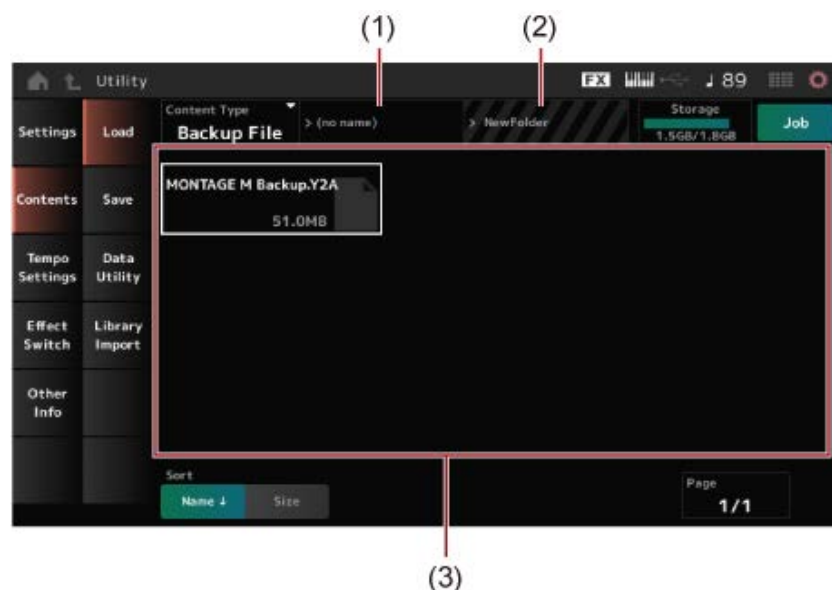 (1)
(2)
Utility
FX
♩ 89
Settings
Load
Content Type
Backup File
> (no name)
> NewFolder
Storage
1.5GB/1.8GB
Job
Contents
Save
MONTAGE M Backup.Y2A
51.0MB
Tempo
Settings
Data
Utility
Effect
Switch
Library
Import
Other
Info
Sort
Name ↓
Size
Page
1/1
(3)